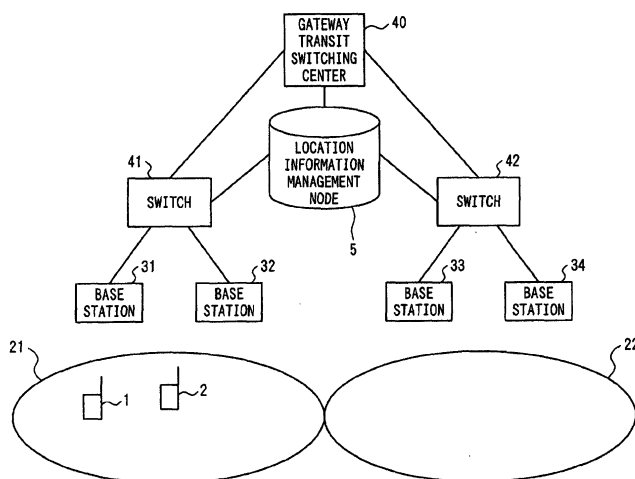 GATEWAY
TRANSIT
SWITCHING
CENTER
40
LOCATION
INFORMATION
MANAGEMENT
NODE
5
41
SWITCH
42
SWITCH
31
BASE
STATION
32
BASE
STATION
33
BASE
STATION
34
BASE
STATION
21
22
1
2